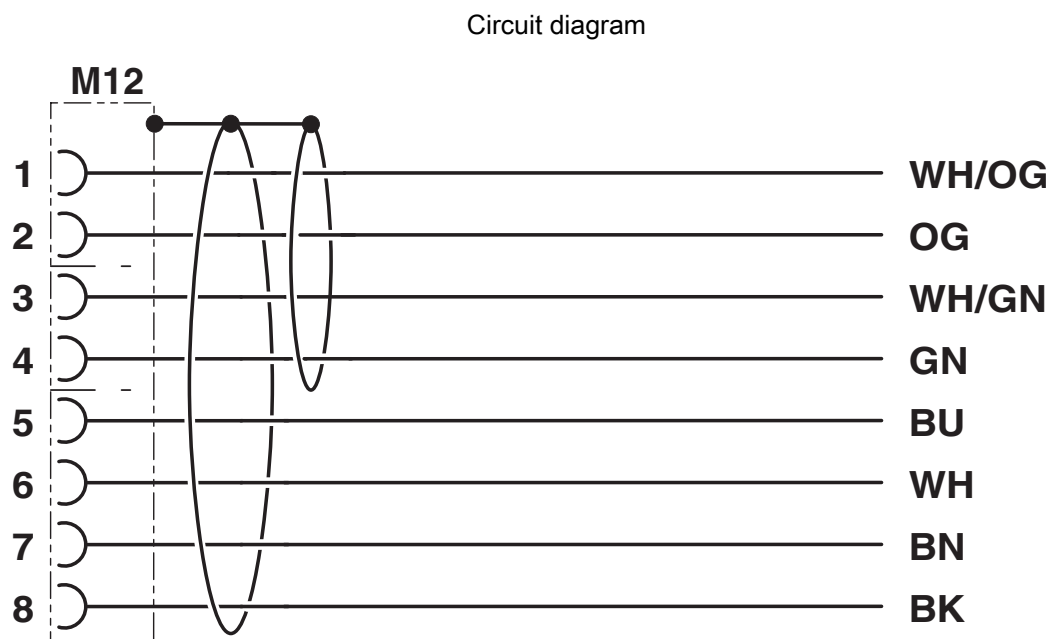 Circuit diagram
M12
1 WH/OG
2 OG
3 WH/GN
4 GN
5 BU
6 WH
7 BN
8 BK